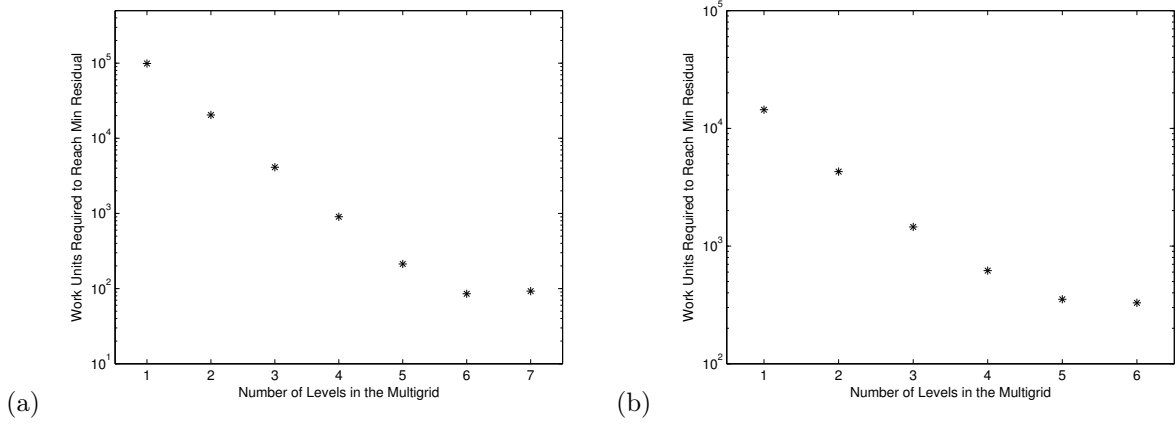 Work Units Required to Reach Min Residual
10^5
10^4
10^3
10^2
10^1
1 2 3 4 5 6 7
Number of Levels in the Multigrid
(a)
Work Units Required to Reach Min Residual
10^5
10^4
10^3
10^2
1 2 3 4 5 6
Number of Levels in the Multigrid
(b)